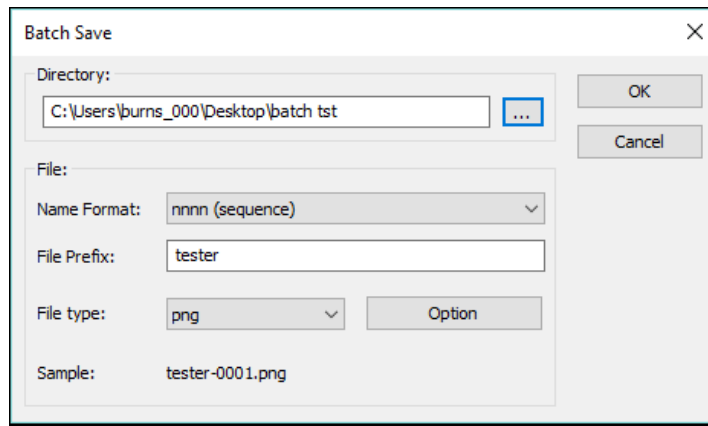 Batch Save
Directory:
C:\Users\burns_000\Desktop\batch tst
...
OK
Cancel
File:
Name Format: nnnn (sequence)
File Prefix: tester
File type: png Option
Sample: tester-0001.png